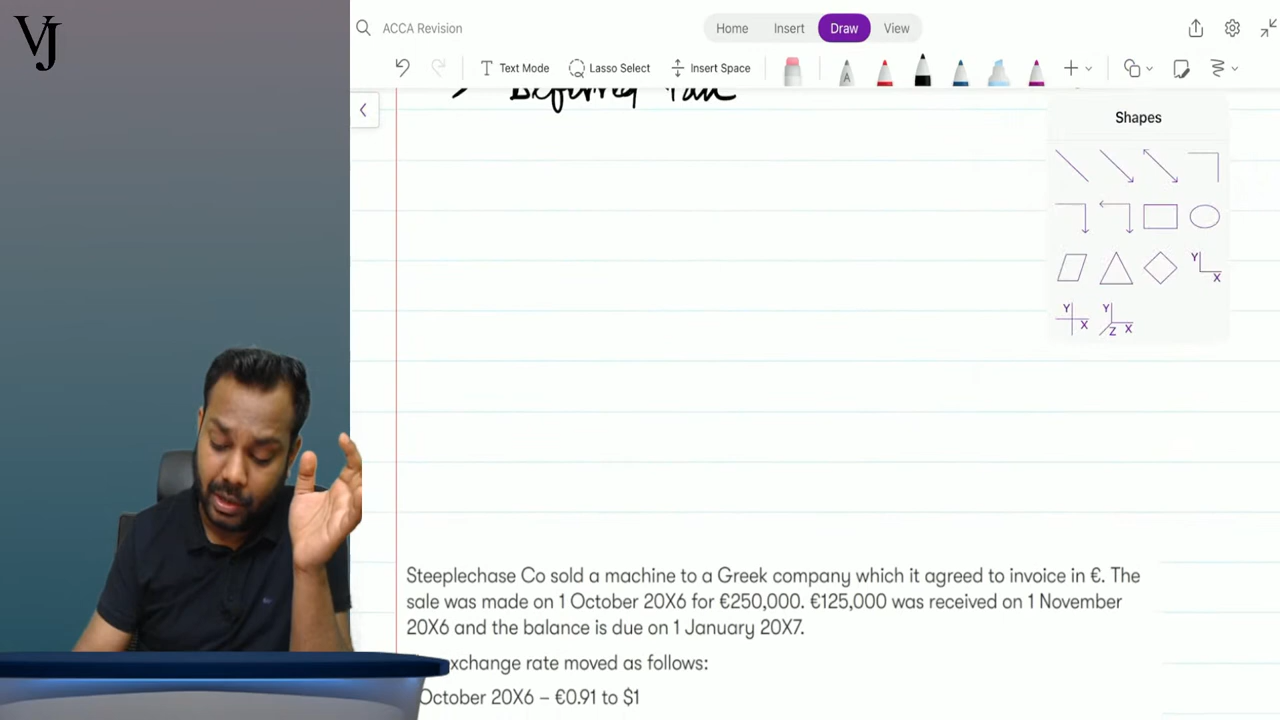 VJ
ACCA Revision
Home Insert Draw View
Text Mode Lasso Select Insert Space
A
Deferred Tax
Shapes
Y
X
Y
X
Y
Z X
Steeplechase Co sold a machine to a Greek company which it agreed to invoice in €. The
sale was made on 1 October 20X6 for €250,000. €125,000 was received on 1 November
20X6 and the balance is due on 1 January 20X7.
xchange rate moved as follows:
October 20X6 – €0.91 to $1